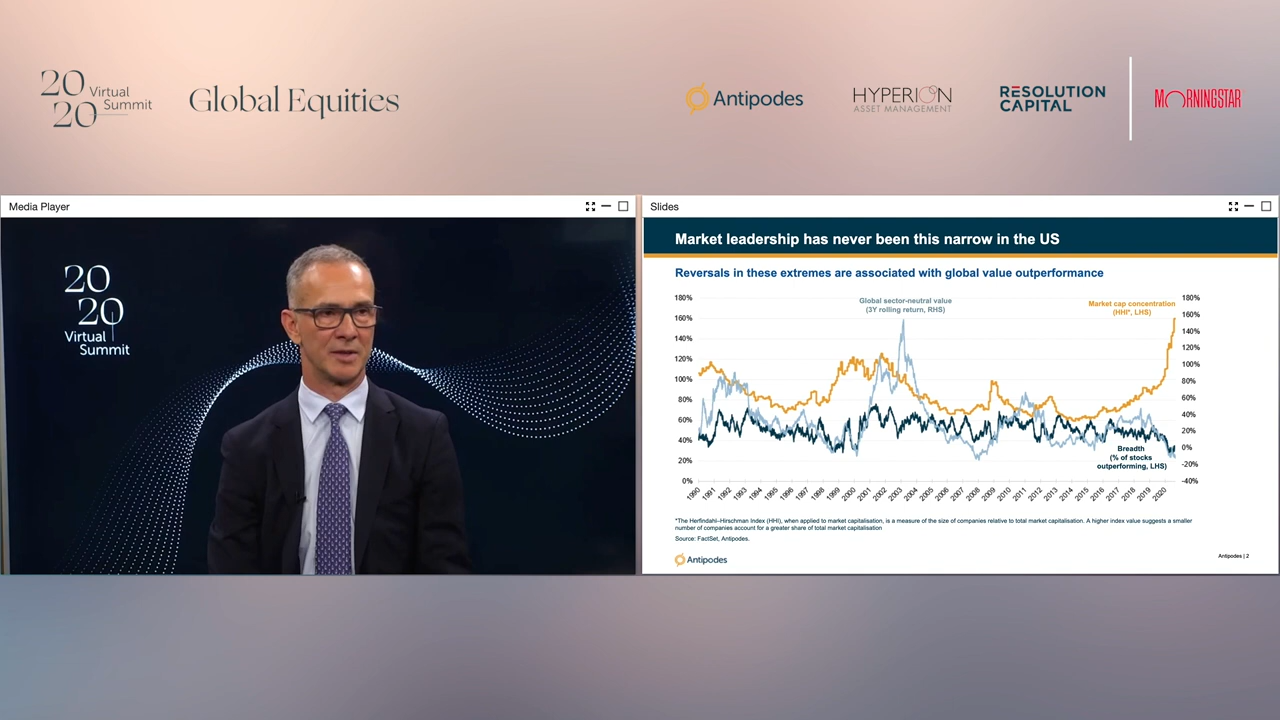 20
20
Virtual
Summit
Global Equities
Antipodes
HYPERION
ASSET MANAGEMENT
RESOLUTION
CAPITAL
MORNINGSTAR
Media Player
20
20
Virtual
Summit
Slides
Market leadership has never been this narrow in the US
Reversals in these extremes are associated with global value outperformance
Global sector-neutral value
(3Y rolling return, RHS)
Market cap concentration
(HHI*, LHS)
180%
160%
140%
120%
100%
80%
60%
40%
20%
0%
180%
160%
140%
120%
100%
80%
60%
40%
20%
0%
-20%
-40%
Breadth
(% of stocks
outperforming, LHS)
1990 1991 1992 1993 1994 1995 1996 1997 1998 1999 2000 2001 2002 2003 2004 2005 2006 2007 2008 2009 2010 2011 2012 2013 2014 2015 2016 2017 2018 2019 2020
*The Herfindahl–Hirschman Index (HHI), when applied to market capitalisation, is a measure of the size of companies relative to total market capitalisation. A higher index value suggests a smaller
number of companies account for a greater share of total market capitalisation
Source: FactSet, Antipodes.
Antipodes
Antipodes | 2